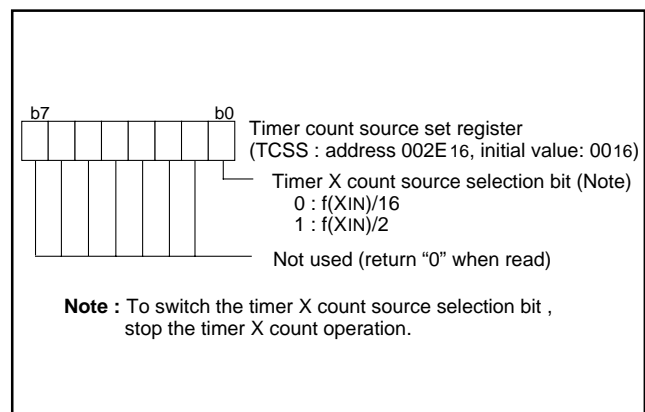 b7 b0
Timer count source set register
(TCSS : address 002E16, initial value: 0016)
Timer X count source selection bit (Note)
0 : f(XIN)/16
1 : f(XIN)/2
Not used (return “0” when read)
Note : To switch the timer X count source selection bit ,
stop the timer X count operation.